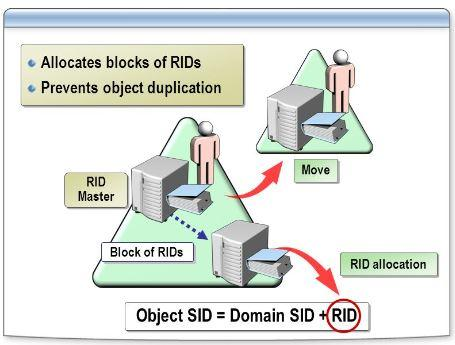 Allocates blocks of RIDs
Prevents object duplication
Move
RID
Master
Block of RIDs
RID allocation
Object SID = Domain SID + RID